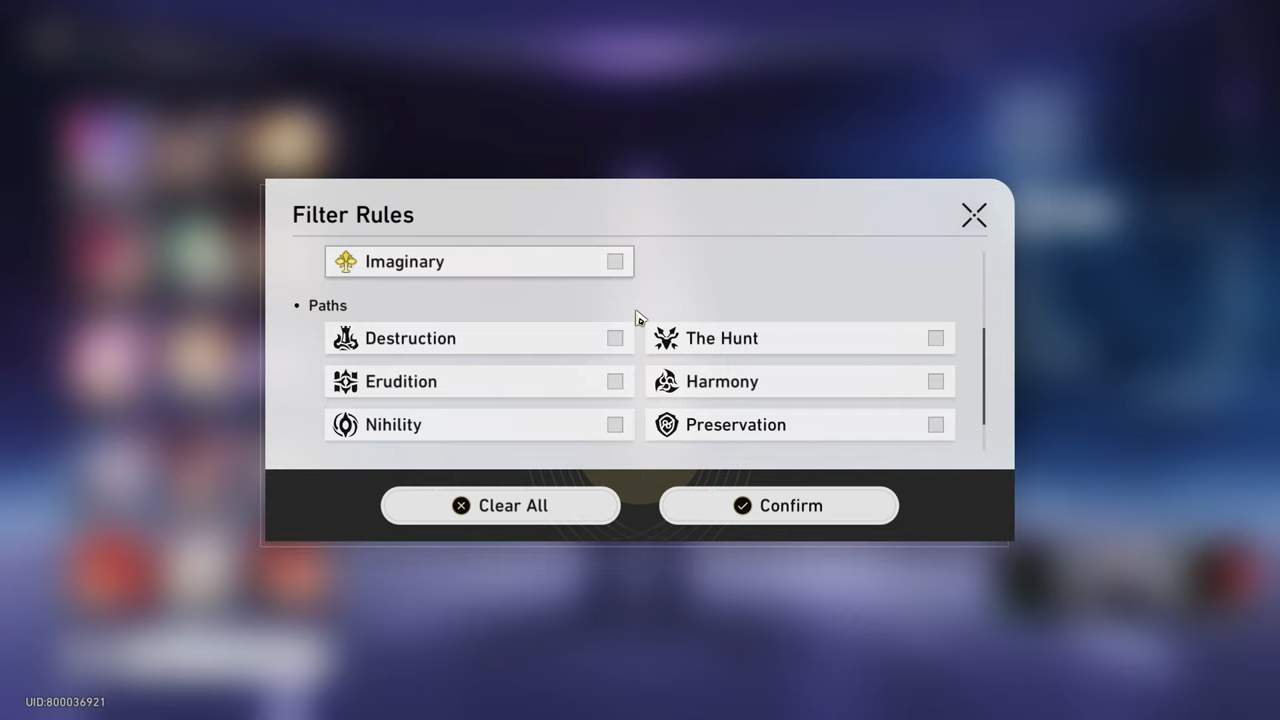 Filter Rules
Imaginary
• Paths
Destruction
The Hunt
Erudition
Harmony
Nihility
Preservation
Clear All
Confirm
UID:800036921